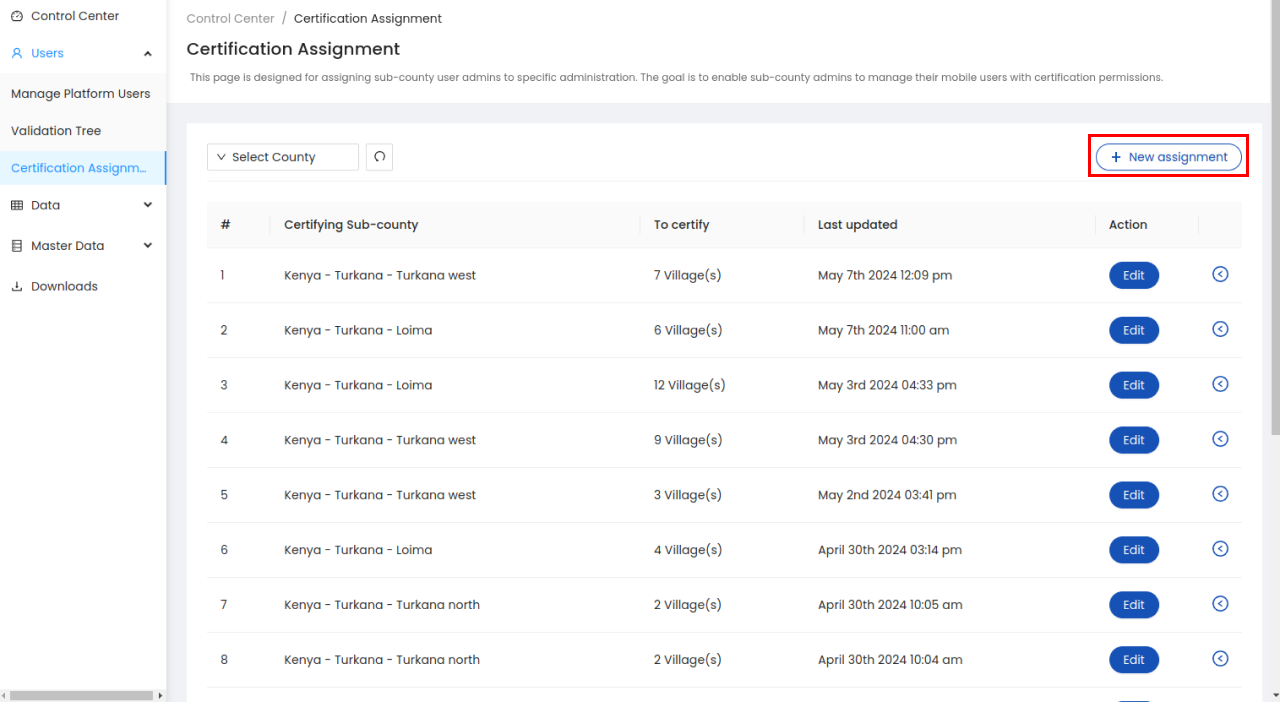 Control Center
Users
Manage Platform Users
Validation Tree
Certification Assignm...
Data
Master Data
Downloads
Control Center / Certification Assignment
Certification Assignment
This page is designed for assigning sub-county user admins to specific administration. The goal is to enable sub-county admins to manage their mobile users with certification permissions.
Select County
+ New assignment
# Certifying Sub-county To certify Last updated Action
1 Kenya - Turkana - Turkana west 7 Village(s) May 7th 2024 12:09 pm Edit
2 Kenya - Turkana - Loima 6 Village(s) May 7th 2024 11:00 am Edit
3 Kenya - Turkana - Loima 12 Village(s) May 3rd 2024 04:33 pm Edit
4 Kenya - Turkana - Turkana west 9 Village(s) May 3rd 2024 04:30 pm Edit
5 Kenya - Turkana - Turkana west 3 Village(s) May 2nd 2024 03:41 pm Edit
6 Kenya - Turkana - Loima 4 Village(s) April 30th 2024 03:14 pm Edit
7 Kenya - Turkana - Turkana north 2 Village(s) April 30th 2024 10:05 am Edit
8 Kenya - Turkana - Turkana north 2 Village(s) April 30th 2024 10:04 am Edit